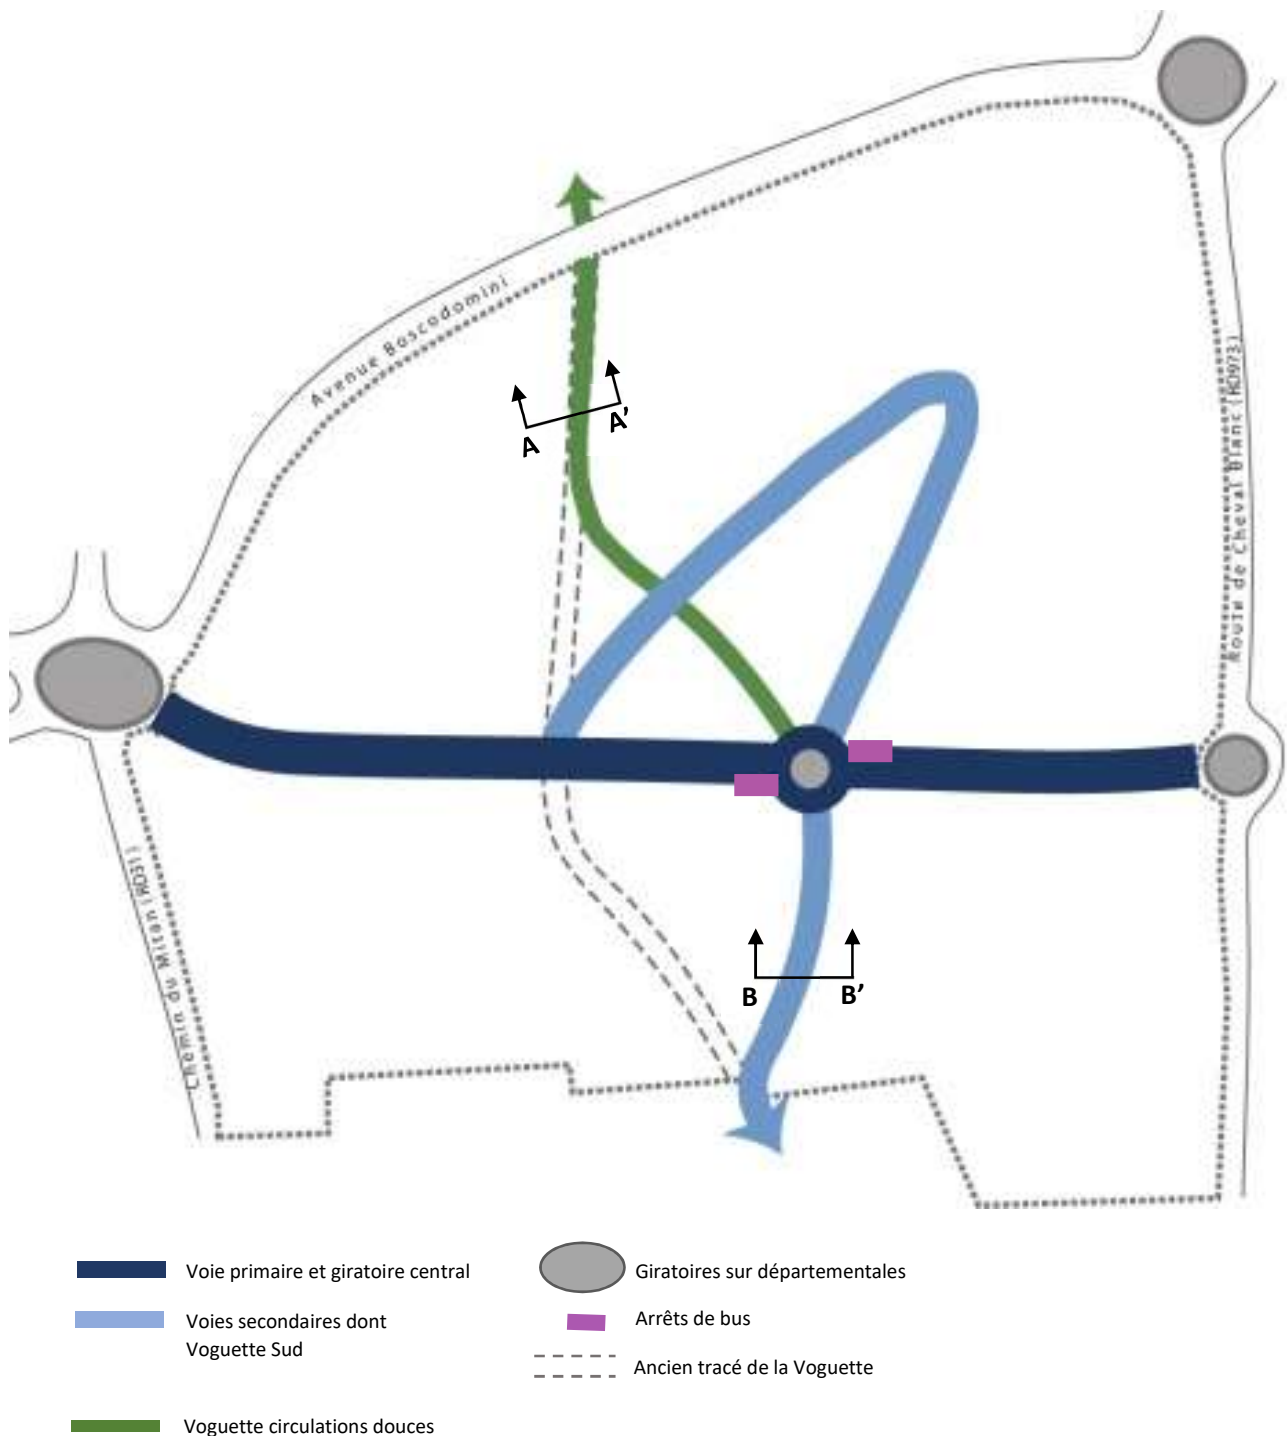 Avenue Boscodomini
A
A’
Route de Cheval Blanc (RD973)
Chemin du Mitan (RD31)
B
B’
Voie primaire et giratoire central
Giratoires sur départementales
Voies secondaires dont
Voguette Sud
Arrêts de bus
Ancien tracé de la Voguette
Voguette circulations douces